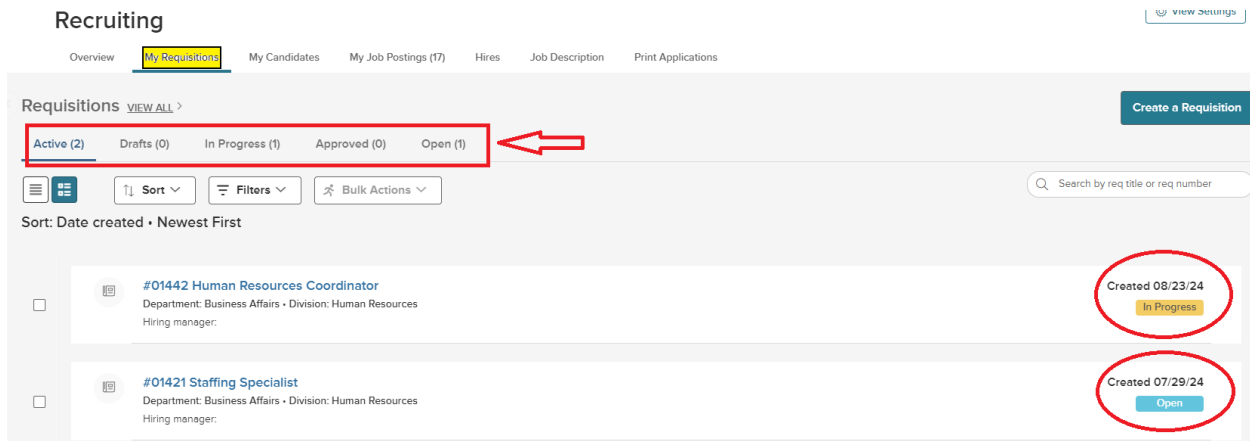 View Settings
Recruiting
Overview My Requisitions My Candidates My Job Postings (17) Hires Job Description Print Applications
Requisitions VIEW ALL >
Create a Requisition
Active (2) Drafts (0) In Progress (1) Approved (0) Open (1)
Sort Filters Bulk Actions
Search by req title or req number
Sort: Date created • Newest First
#01442 Human Resources Coordinator
Created 08/23/24
Department: Business Affairs • Division: Human Resources
In Progress
Hiring manager:
#01421 Staffing Specialist
Created 07/29/24
Department: Business Affairs • Division: Human Resources
Open
Hiring manager: